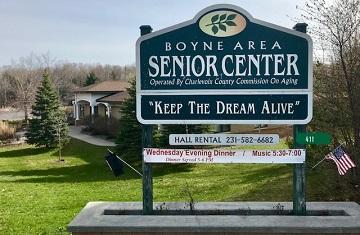 BOYNE AREA
SENIOR CENTER
OPERATED BY CHARLEVOIX COUNTY COMMISSION ON AGING
"KEEP THE DREAM ALIVE"
HALL RENTAL 231-582-6682
611
Wednesday Evening Dinner / Music 5:30-7:00
Dinner Served 5-6 PM